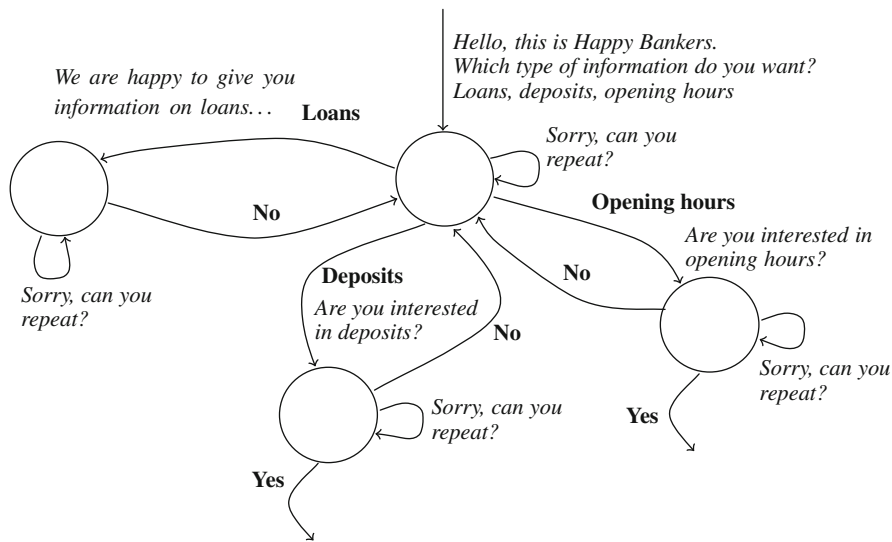 Hello, this is Happy Bankers.
Which type of information do you want?
Loans, deposits, opening hours
We are happy to give you
information on loans...
Loans
Sorry, can you
repeat?
Opening hours
No
Are you interested in
opening hours?
No
Deposits
Sorry, can you
repeat?
Are you interested
in deposits?
No
Sorry, can you
repeat?
Sorry, can you
repeat?
Yes
Yes